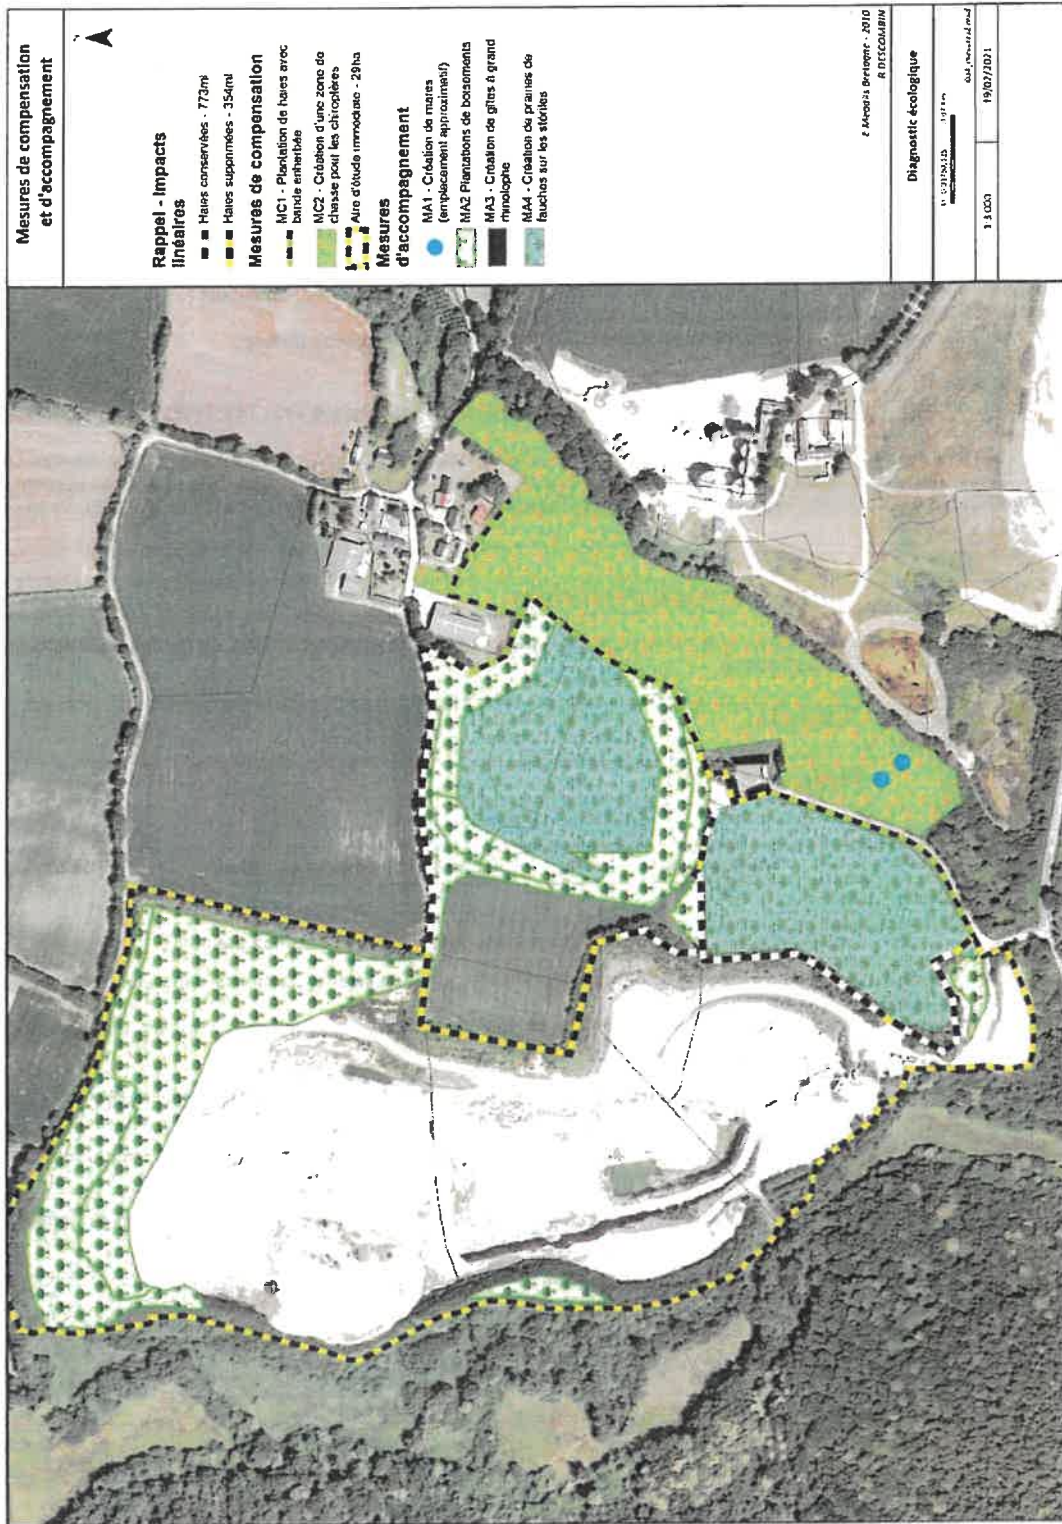 Mesures de compensation
et d'accompagnement
Rappel - Impacts
linéaires
Haies conservées - 773ml
Haies supprimées - 354ml
Mesures de compensation
MC1 - Plantation de haies avec
bande enherbée
MC2 - Création d'une zone de
chasse pour les chiroptères
Aire d'étude immédiate - 29ha
Mesures
d'accompagnement
MA1 - Création de mares
(emplacement approximatif)
MA2 Plantations de boisements
MA3 - Création de gîtes à grand
rhinolophe
MA4 - Création de prairies de
fauches sur les stériles
Bretagne - 2010
R DESCOMBIN
Diagnostic écologique
19/02/2021